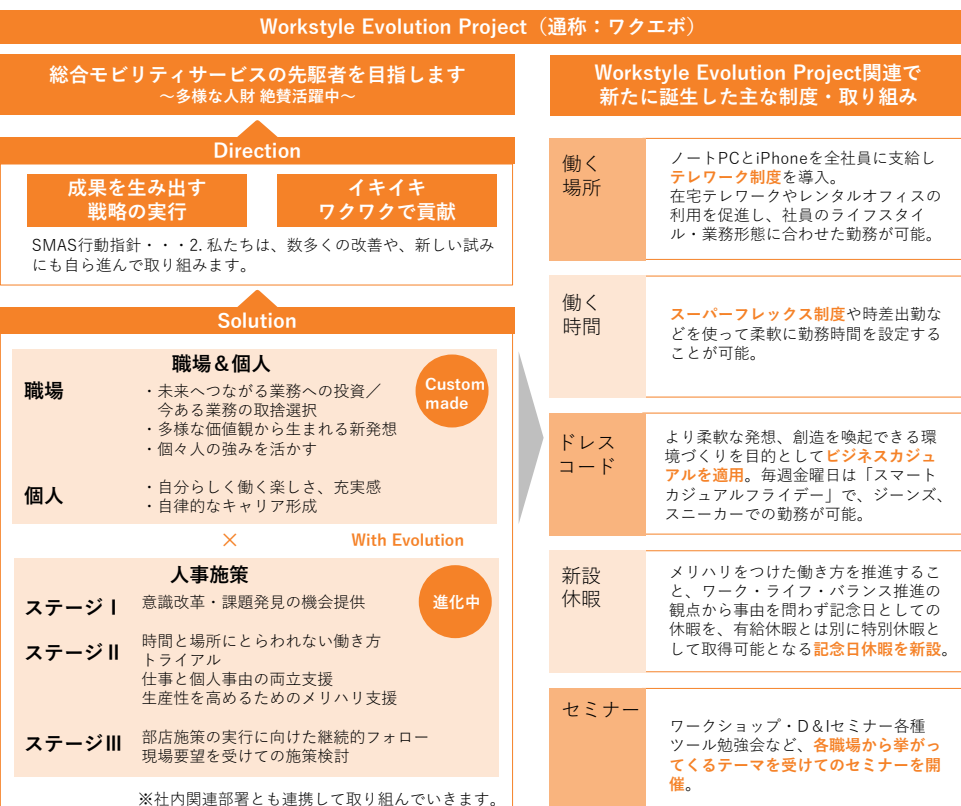 Workstyle Evolution Project（通称：ワクエボ）
総合モビリティサービスの先駆者を目指します
～多様な人財 絶賛活躍中～
Direction
成果を生み出す
戦略の実行
イキイキ
ワクワクで貢献
SMAS行動指針・・・2. 私たちは、数多くの改善や、新しい試み
にも自ら進んで取り組みます。
Solution
職場＆個人
Custom
made
職場
・未来へつながる業務への投資／
今ある業務の取捨選択
・多様な価値観から生まれる新発想
・個々人の強みを活かす
個人
・自分らしく働く楽しさ、充実感
・自律的なキャリア形成
× With Evolution
人事施策
進化中
ステージⅠ
意識改革・課題発見の機会提供
ステージⅡ
時間と場所にとらわれない働き方
トライアル
仕事と個人事由の両立支援
生産性を高めるためのメリハリ支援
ステージⅢ
部店施策の実行に向けた継続的フォロー
現場要望を受けての施策検討
※社内関連部署とも連携して取り組んでいきます。
Workstyle Evolution Project関連で
新たに誕生した主な制度・取り組み
働く
場所
ノートPCとiPhoneを全社員に支給し
テレワーク制度を導入。
在宅テレワークやレンタルオフィスの
利用を促進し、社員のライフスタイ
ル・業務形態に合わせた勤務が可能。
働く
時間
スーパーフレックス制度や時差出勤な
どを使って柔軟に勤務時間を設定する
ことが可能。
ドレス
コード
より柔軟な発想、創造を喚起できる環
境づくりを目的としてビジネスカジュ
アルを適用。毎週金曜日は「スマート
カジュアルフライデー」で、ジーンズ、
スニーカーでの勤務が可能。
新設
休暇
メリハリをつけた働き方を推進するこ
と、ワーク・ライフ・バランス推進の
観点から事由を問わず記念日としての
休暇を、有給休暇とは別に特別休暇と
して取得可能となる記念日休暇を新設。
セミナー
ワークショップ・D＆Iセミナー各種
ツール勉強会など、各職場から挙がっ
てくるテーマを受けてのセミナーを開
催。